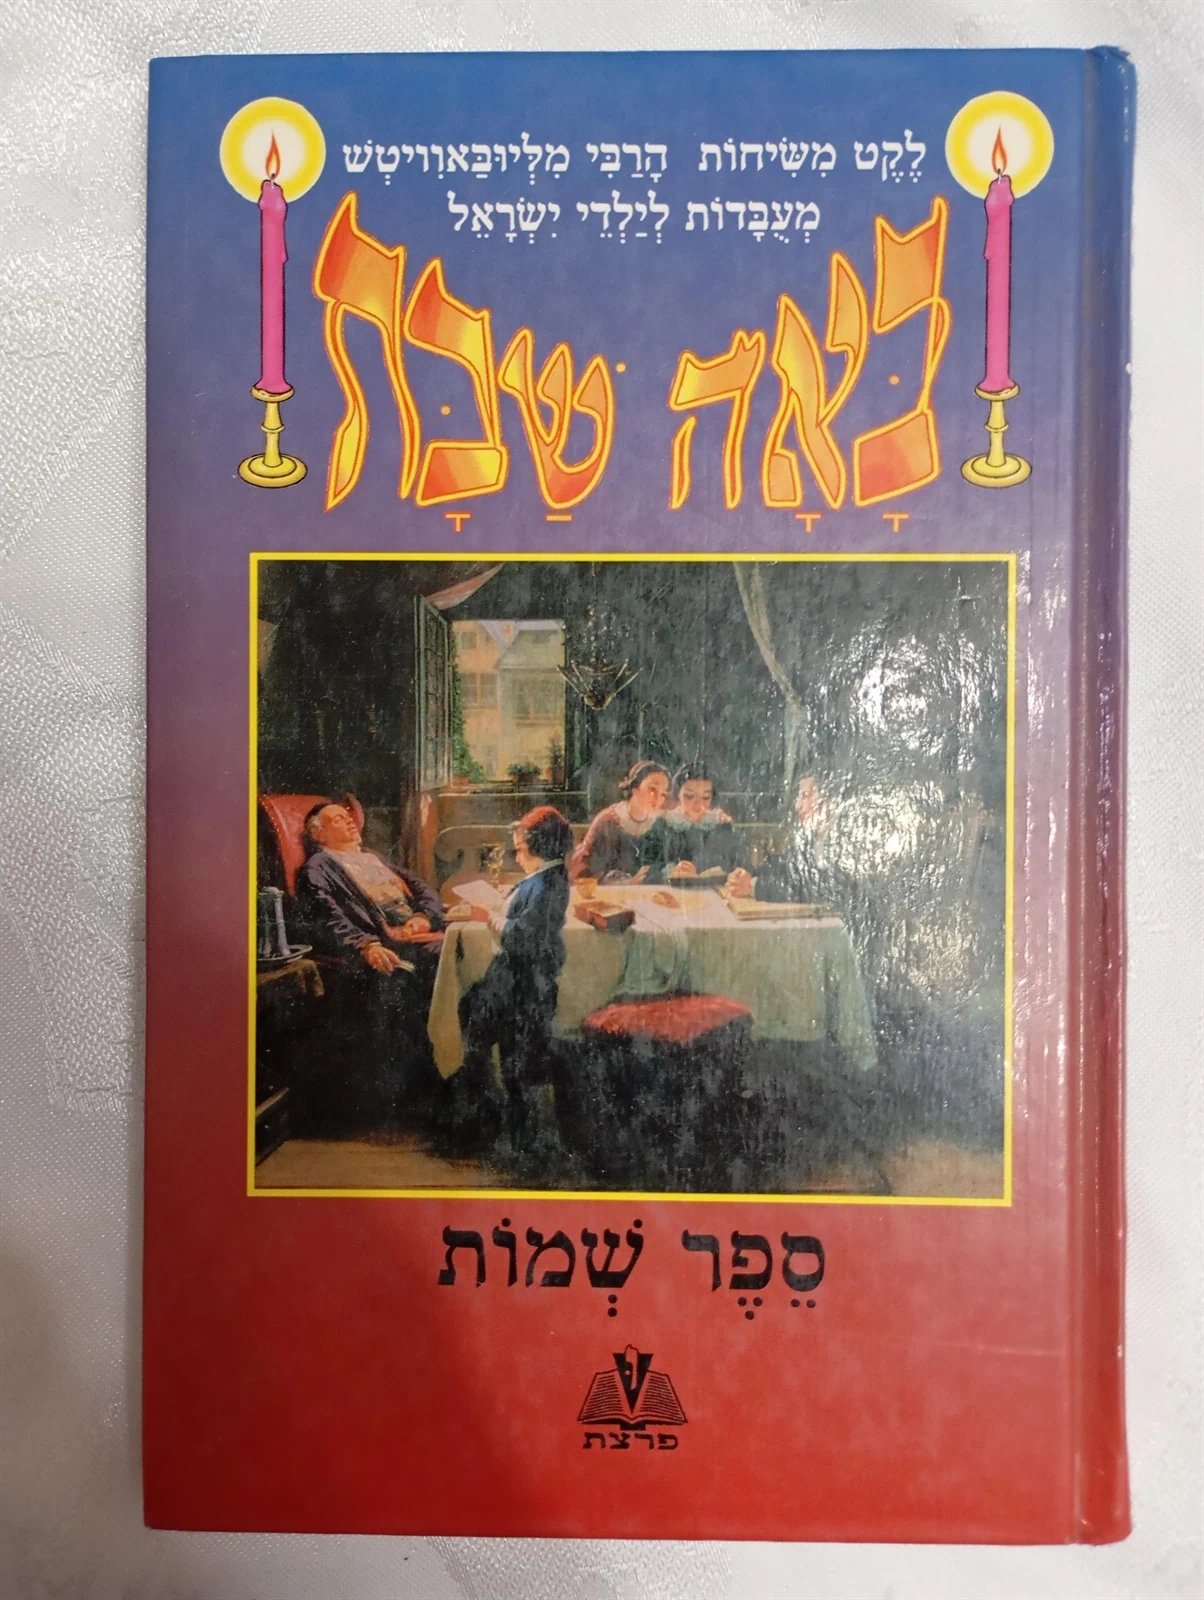 לֶקֶט מִשִּׂיחוֹת הָרַבִּי מִלְּיוּבַּאוִויטְשׁ
מְעֻבָּדוֹת לְיַלְדֵי יִשְׂרָאֵל
בָּאָה שַׁבָּת
סֵפֶר שְׁמוֹת
פרצת